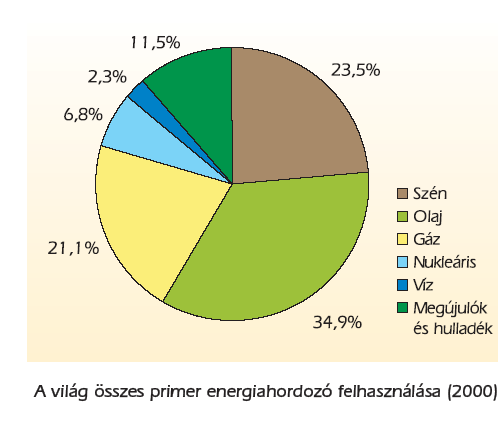 11,5%
2,3%
23,5%
6,8%
21,1%
34,9%
Szén
Olaj
Gáz
Nukleáris
Víz
Megújulók
és hulladék
A világ összes primer energiahordozó felhasználása (2000)